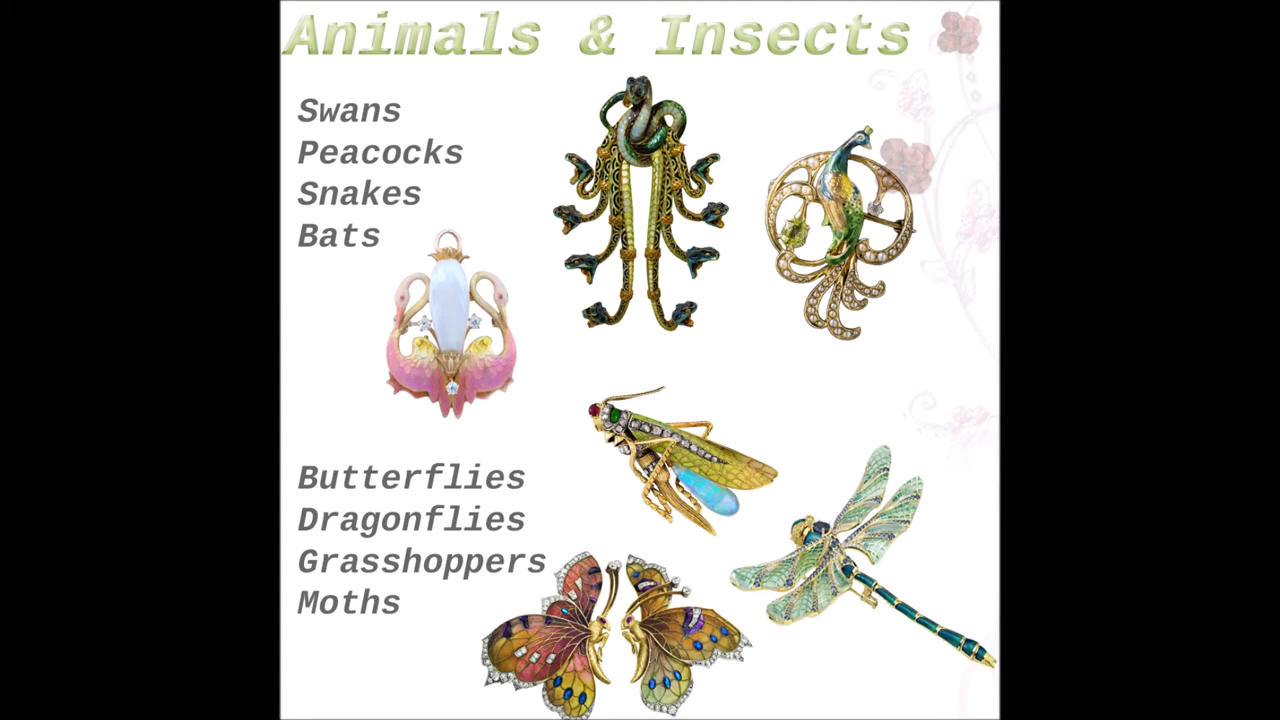 Animals & Insects
Swans
Peacocks
Snakes
Bats
Butterflies
Dragonflies
Grasshoppers
Moths